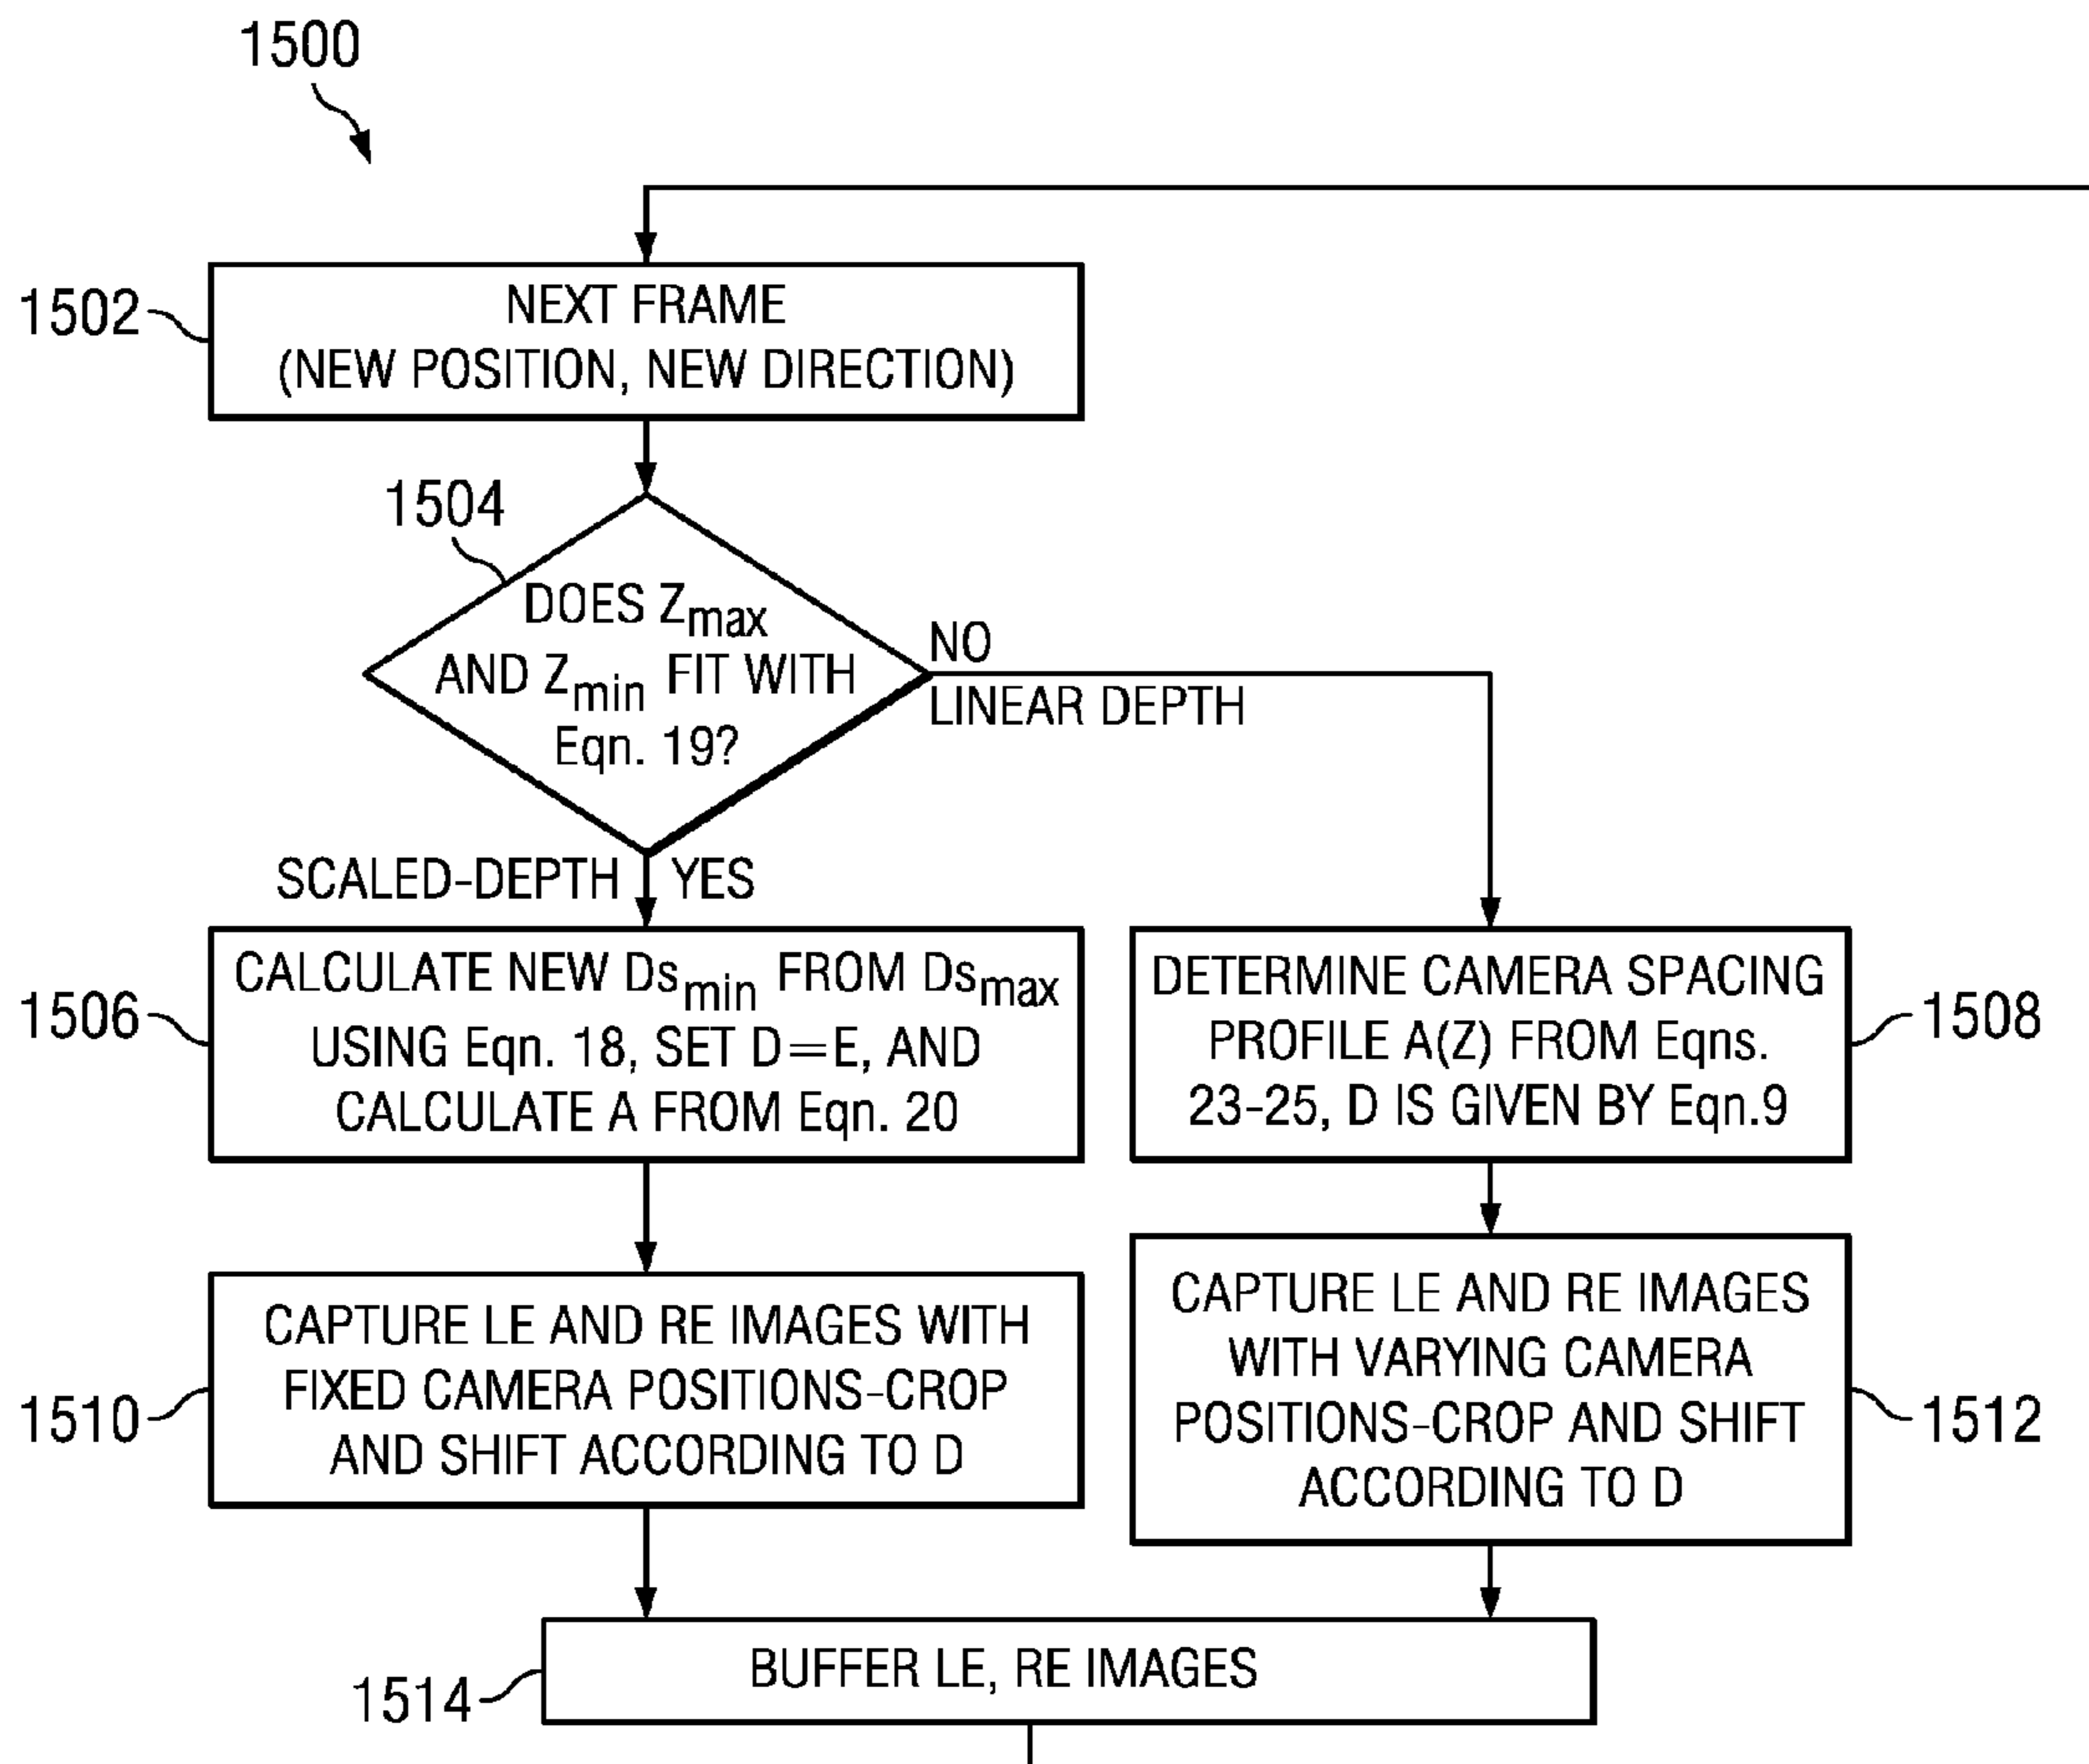 1500
1502
NEXT FRAME
(NEW POSITION, NEW DIRECTION)
1504
DOES Zmax
AND Zmin FIT WITH
Eqn. 19?
NO
LINEAR DEPTH
SCALED-DEPTH YES
1506
CALCULATE NEW Dsmin FROM Dsmax
USING Eqn. 18, SET D=E, AND
CALCULATE A FROM Eqn. 20
DETERMINE CAMERA SPACING
PROFILE A(Z) FROM Eqns.
23-25, D IS GIVEN BY Eqn.9
1508
1510
CAPTURE LE AND RE IMAGES WITH
FIXED CAMERA POSITIONS-CROP
AND SHIFT ACCORDING TO D
CAPTURE LE AND RE IMAGES
WITH VARYING CAMERA
POSITIONS-CROP AND SHIFT
ACCORDING TO D
1512
1514
BUFFER LE, RE IMAGES